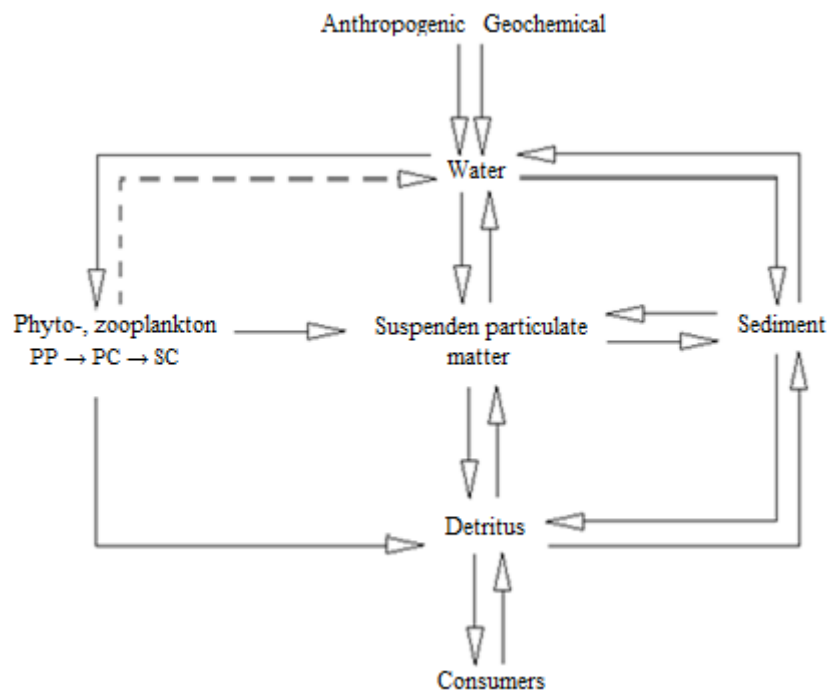 Anthropogenic Geochemical
Water
Phyto-, zooplankton
PP → PC → SC
Suspenden particulate
matter
Sediment
Detritus
Consumers